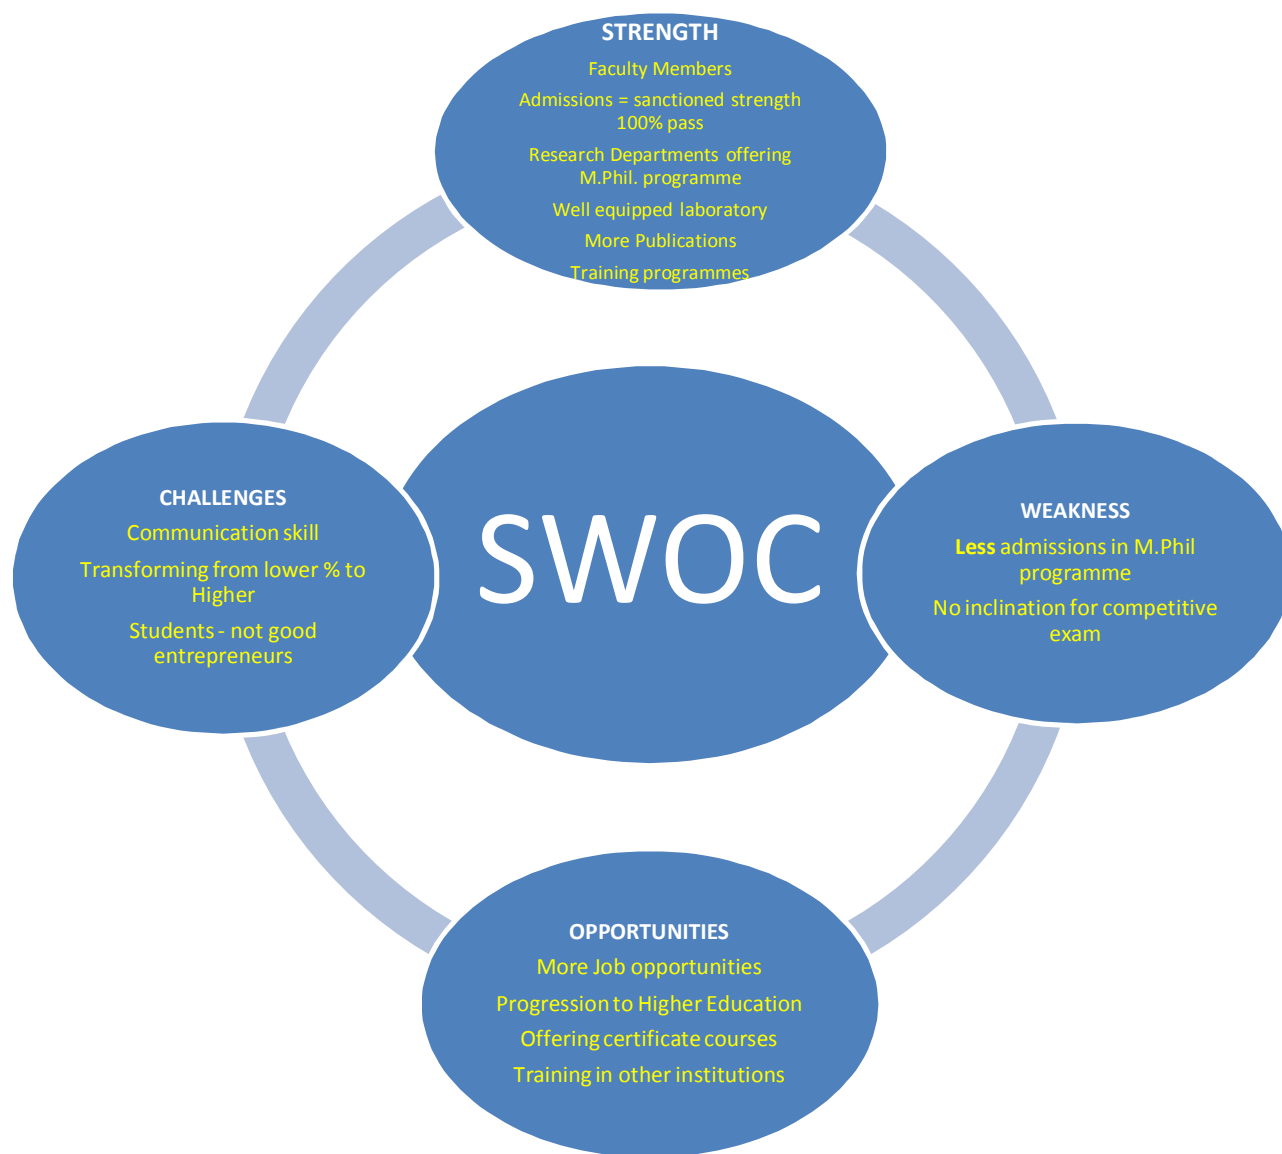 STRENGTH
Faculty Members
Admissions = sanctioned strength
100% pass
Research Departments offering
M.Phil. programme
Well equipped laboratory
More Publications
Training programmes
SWOC
CHALLENGES
Communication skill
Transforming from lower % to
Higher
Students - not good
entrepreneurs
WEAKNESS
Less admissions in M.Phil
programme
No inclination for competitive
exam
OPPORTUNITIES
More Job opportunities
Progression to Higher Education
Offering certificate courses
Training in other institutions